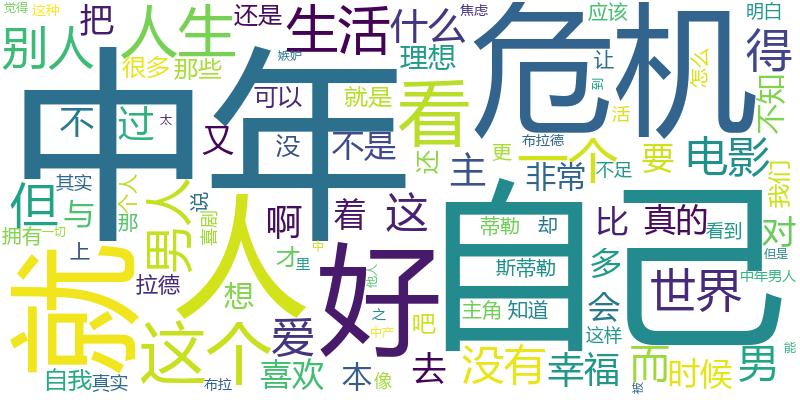 觉得
这种
别人
把
人生
很多
那些
还是
生活
嫉妒
什么
焦虑
理想
危机
应该
让
明白
得
怎么
活
中年
不
过
太
又
可以
没
就是
不是
看
还
布拉德
更
一个
不足
要
电影
不知
但
其实
与
那
个人
男人
说
喜剧
人
啊
着
这
主
非常
蒂勒
却
比
真的
看到
我们
对
拥有
一切
上
就
拉德
想
才
里
中
好
他人
自己
斯蒂勒
主角
知道
多
会
世界
但是
中年男人
这个
爱
之
中产
吧
这样
自我
真实
布拉
喜欢
本
像
去
没有
幸福
被
而
时候
男
能